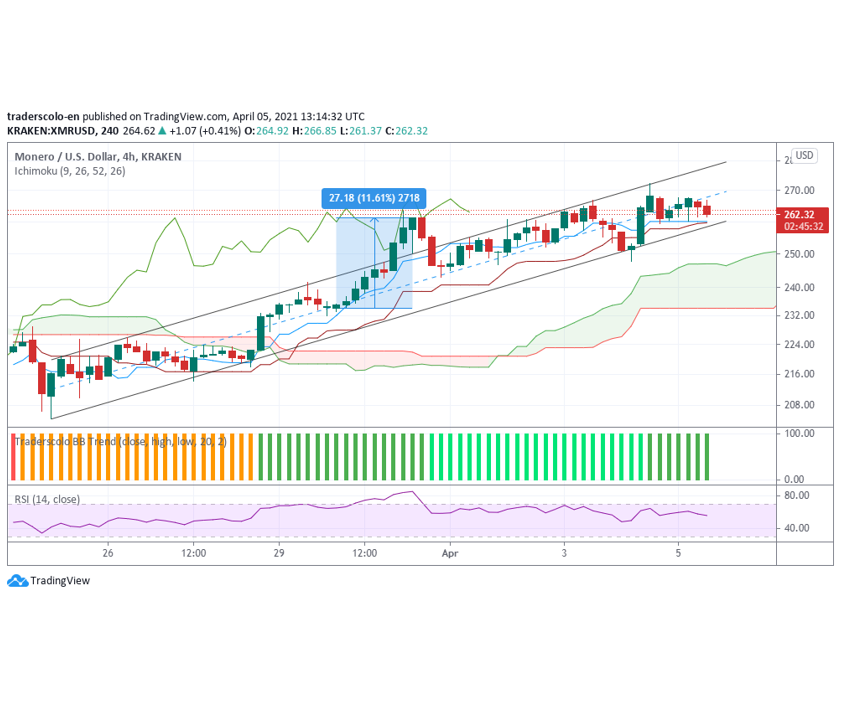 traderscolo-en published on TradingView.com, April 05, 2021 13:14:32 UTC
KRAKEN:XMRUSD, 240 264.62 ▲ +1.07 (+0.41%) O:264.92 H:266.85 L:261.37 C:262.32
Monero / U.S. Dollar, 4h, KRAKEN
USD
Ichimoku (9, 26, 52, 26)
27.18 (11.61%) 2718
270.00
262.32
02:45:32
250.00
240.00
232.00
224.00
216.00
208.00
Traderscolo BB Trend (close, high, low, 20, 2)
100.00
0.00
RSI (14, close)
80.00
40.00
26 12:00 29 12:00 Apr 3 5
TradingView